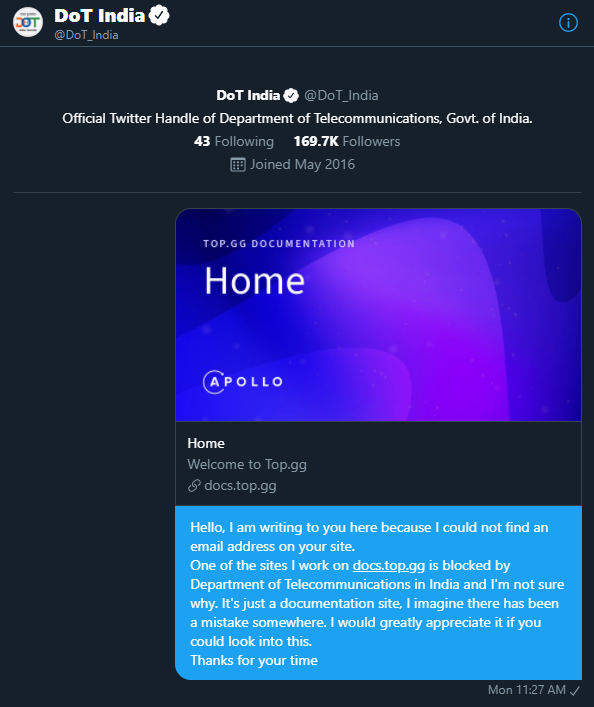 DoT India
@DoT_India
DoT India @DoT_India
Official Twitter Handle of Department of Telecommunications, Govt. of India.
43 Following 169.7K Followers
Joined May 2016
TOP.GG DOCUMENTATION
Home
APOLLO
Home
Welcome to Top.gg
docs.top.gg
Hello, I am writing to you here because I could not find an
email address on your site.
One of the sites I work on docs.top.gg is blocked by
Department of Telecommunications in India and I'm not sure
why. It's just a documentation site, I imagine there has been
a mistake somewhere. I would greatly appreciate it if you
could look into this.
Thanks for your time
Mon 11:27 AM